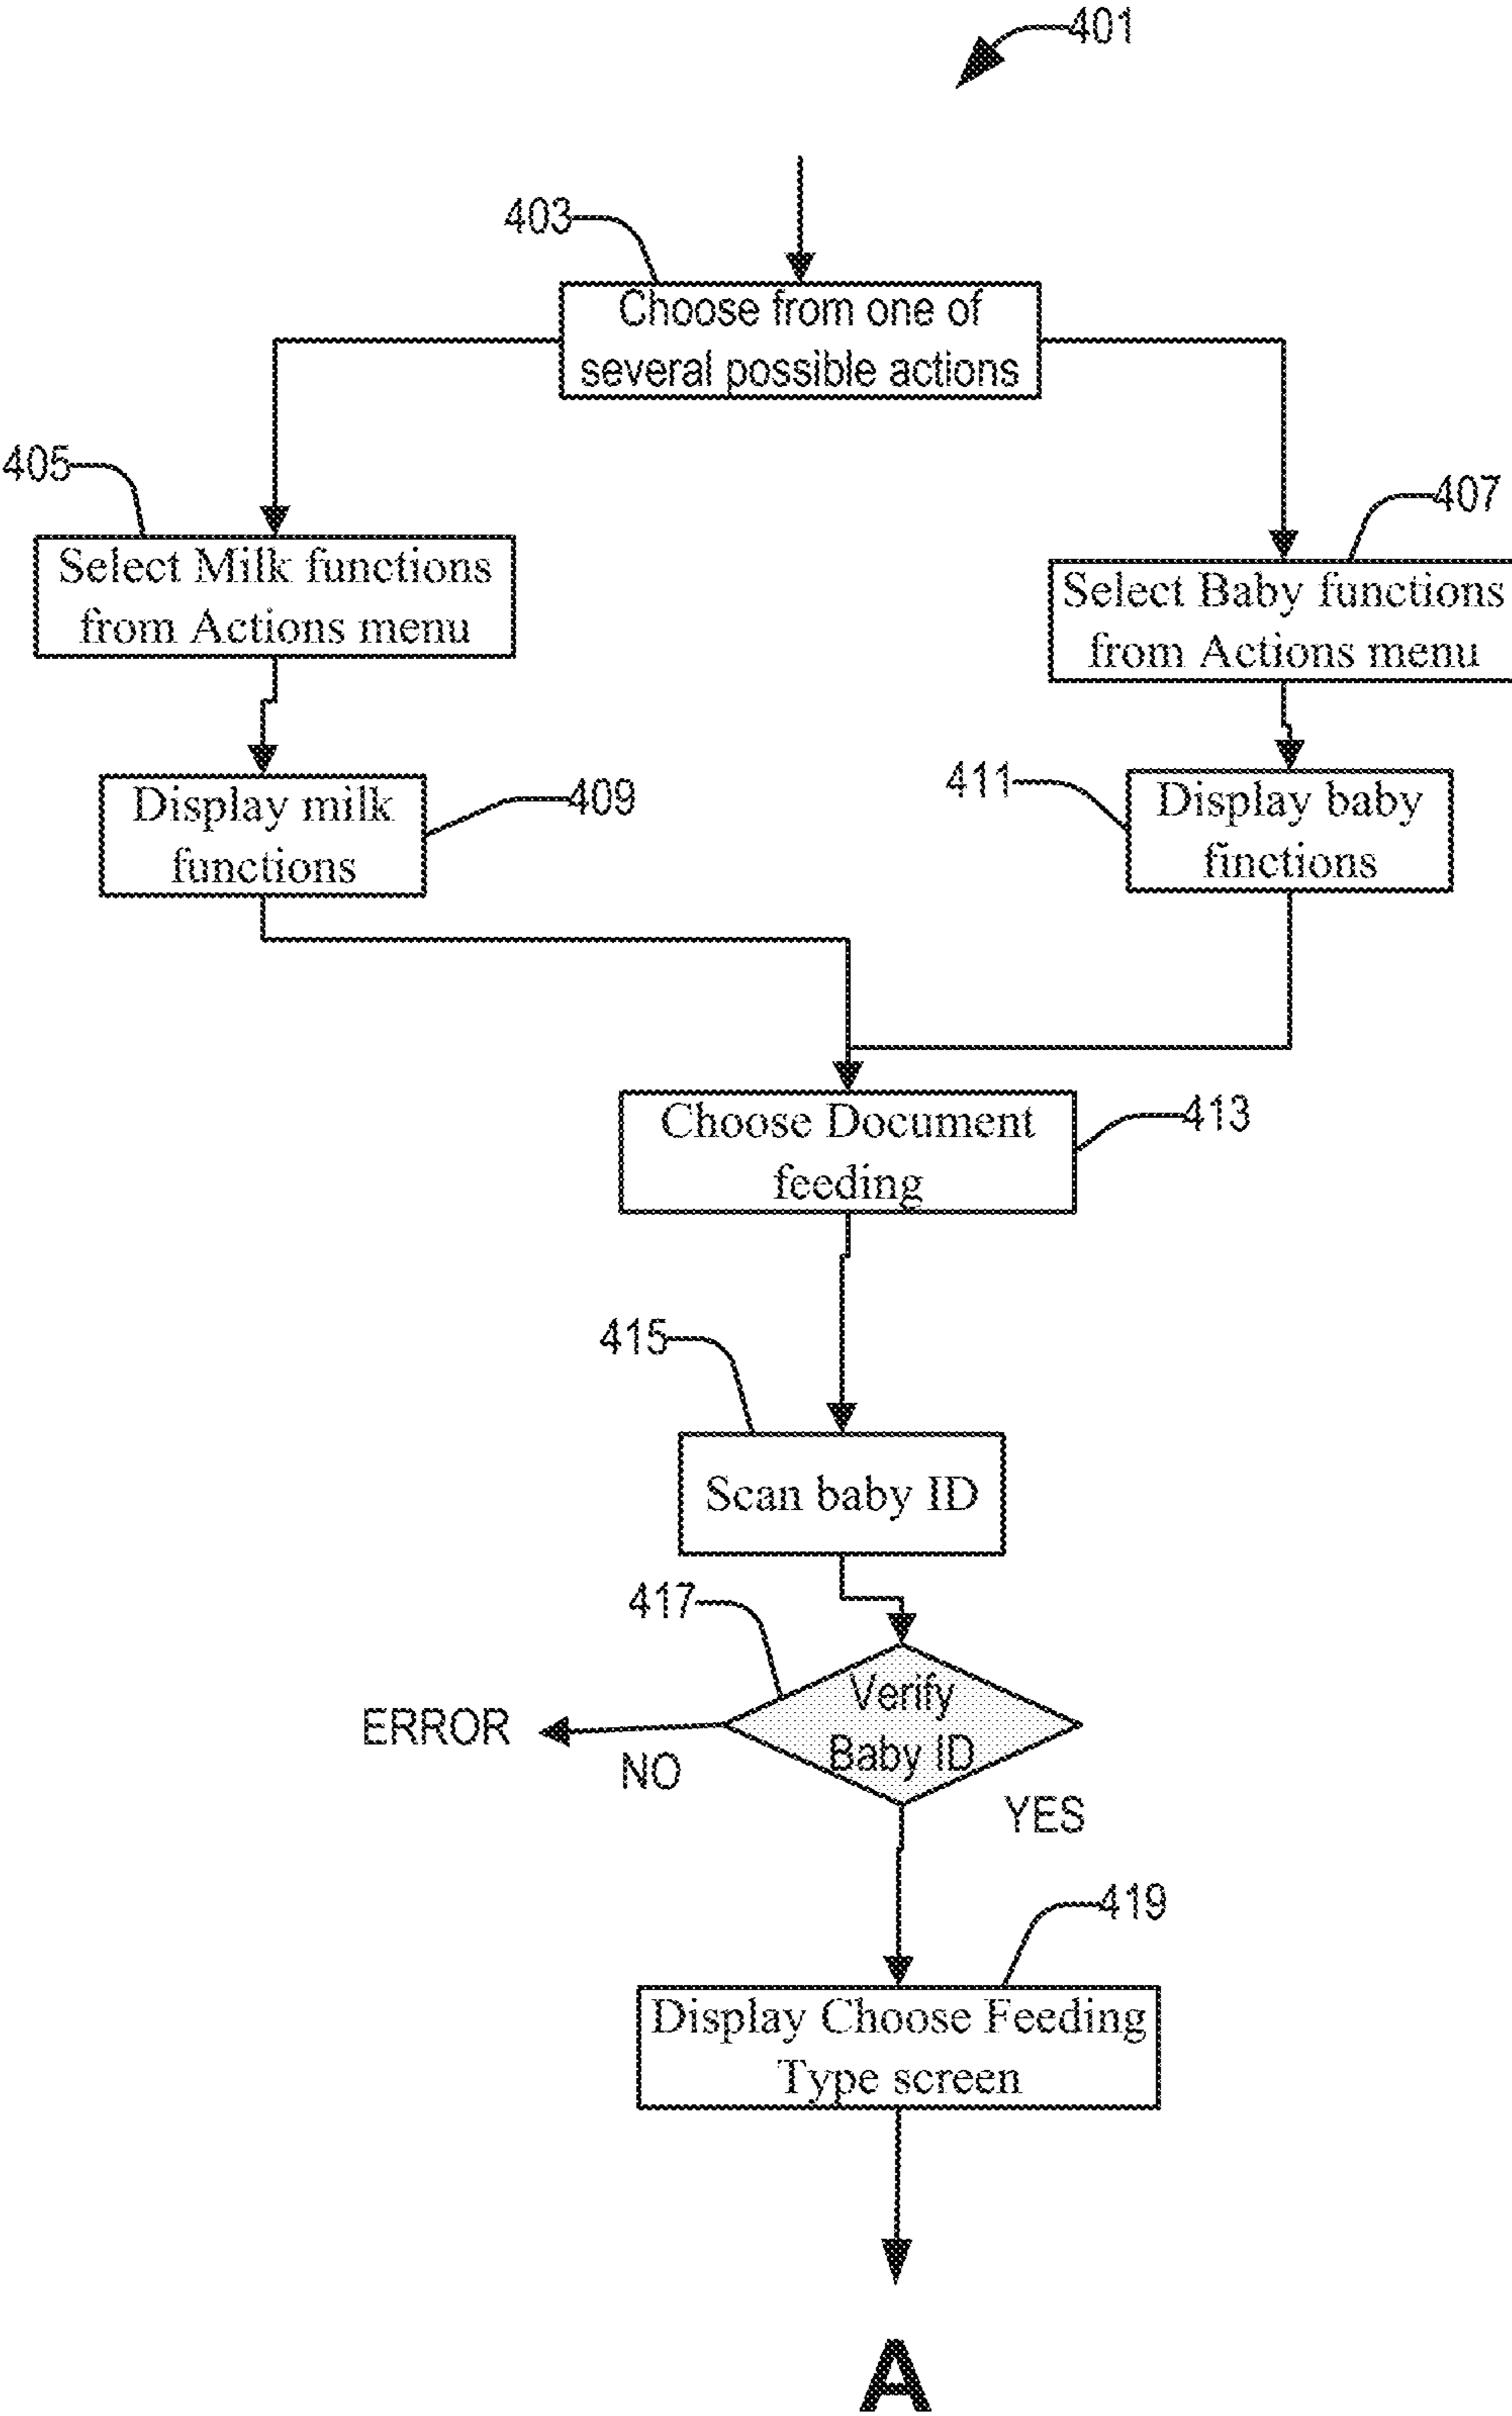 401
403
Choose from one of
several possible actions
405
Select Milk functions
from Actions menu
407
Select Baby functions
from Actions menu
Display milk
functions
409
411
Display baby
finctions
Choose Document
feeding
413
415
Scan baby ID
417
Verify
Baby ID
ERROR
NO
YES
419
Display Choose Feeding
Type screen
A